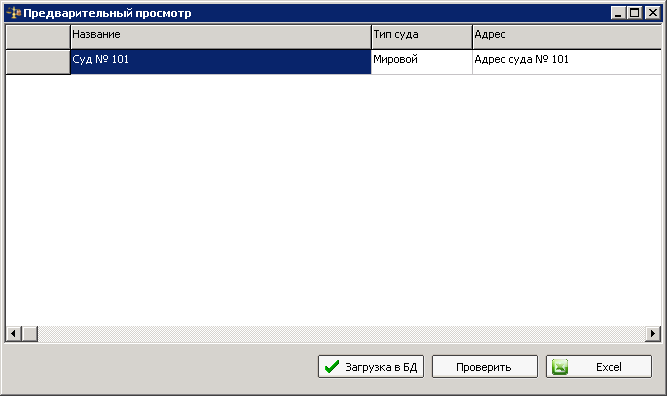 Предварительный просмотр
Название Тип суда Адрес
Суд № 101 Мировой Адрес суда № 101
Загрузка в БД Проверить Excel